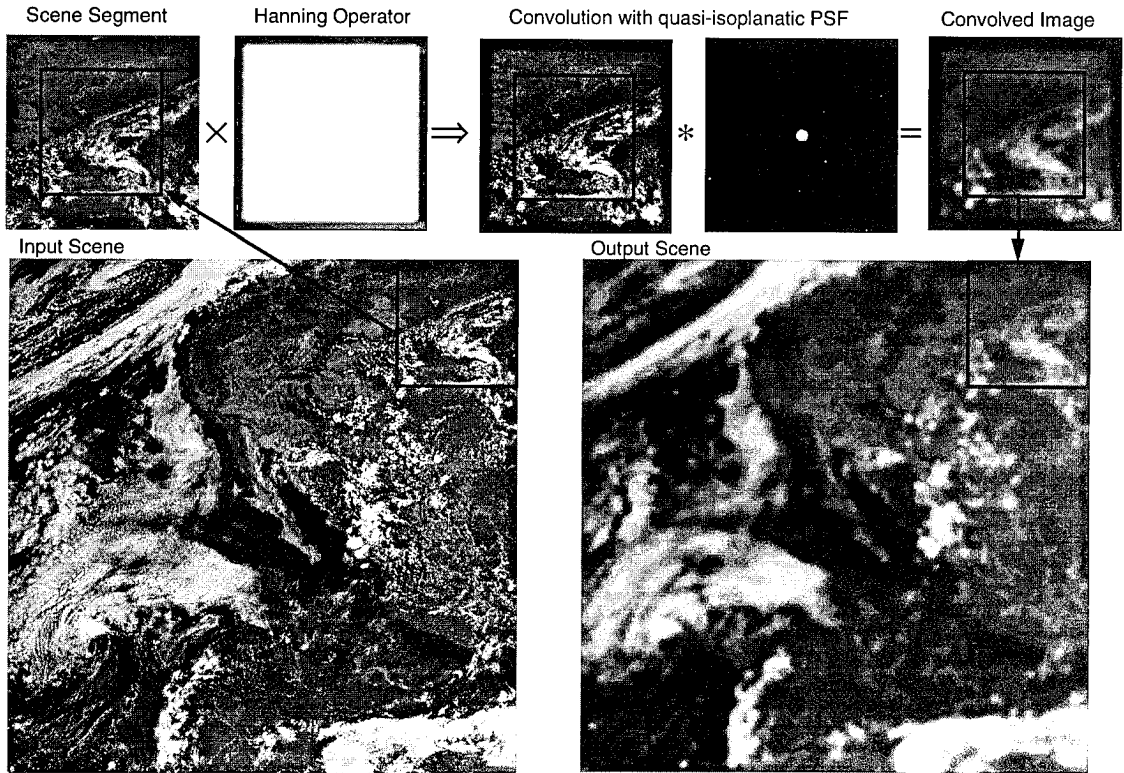 Scene Segment
Hanning Operator
Convolution with quasi-isoplanatic PSF
Convolved Image
×
⇒
*
=
Input Scene
Output Scene